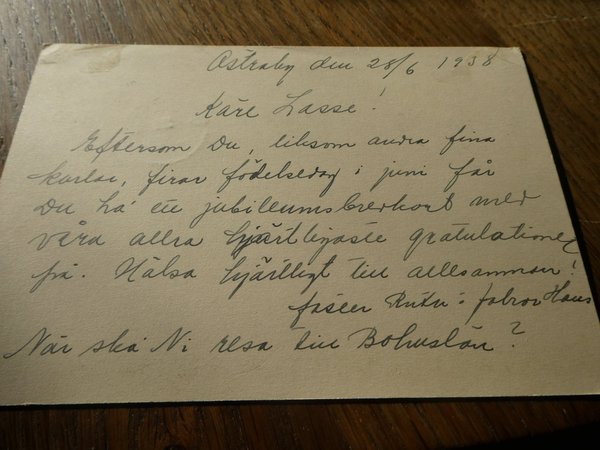 Östraby den 28/6 1938
Käre Lasse!
Eftersom Du, liksom andra fina
karlar, firar födelsedag i juni får
Du så ett jubileumsbrevkort med
våra allra hjärtligaste gratulationer
på. Hälsa hjärtligt till allesamman!
faster Ruth o farbror Hans
När ska Ni resa till Bohuslän?